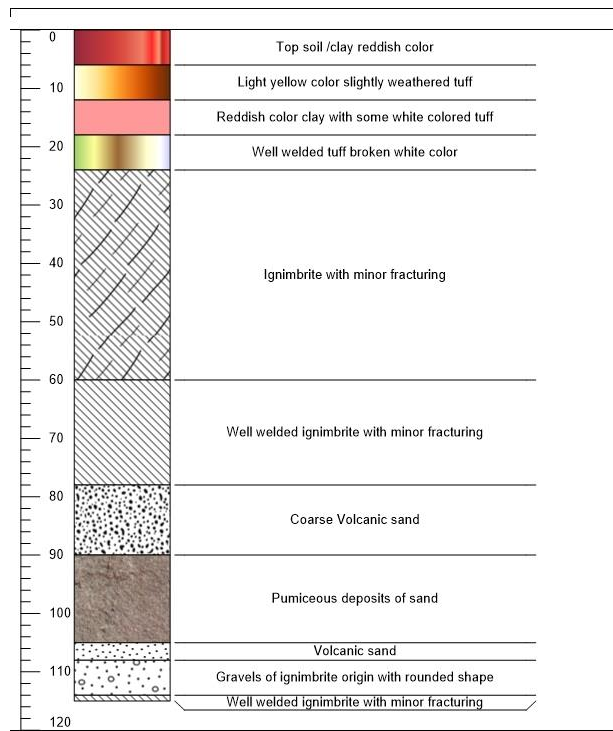 0
Top soil /clay reddish color
Light yellow color slightly weathered tuff
10
Reddish color clay with some white colored tuff
20
Well welded tuff broken white color
30
40
Ignimbrite with minor fracturing
50
60
Well welded ignimbrite with minor fracturing
70
80
Coarse Volcanic sand
90
Pumiceous deposits of sand
100
Volcanic sand
110
Gravels of ignimbrite origin with rounded shape
Well welded ignimbrite with minor fracturing
120